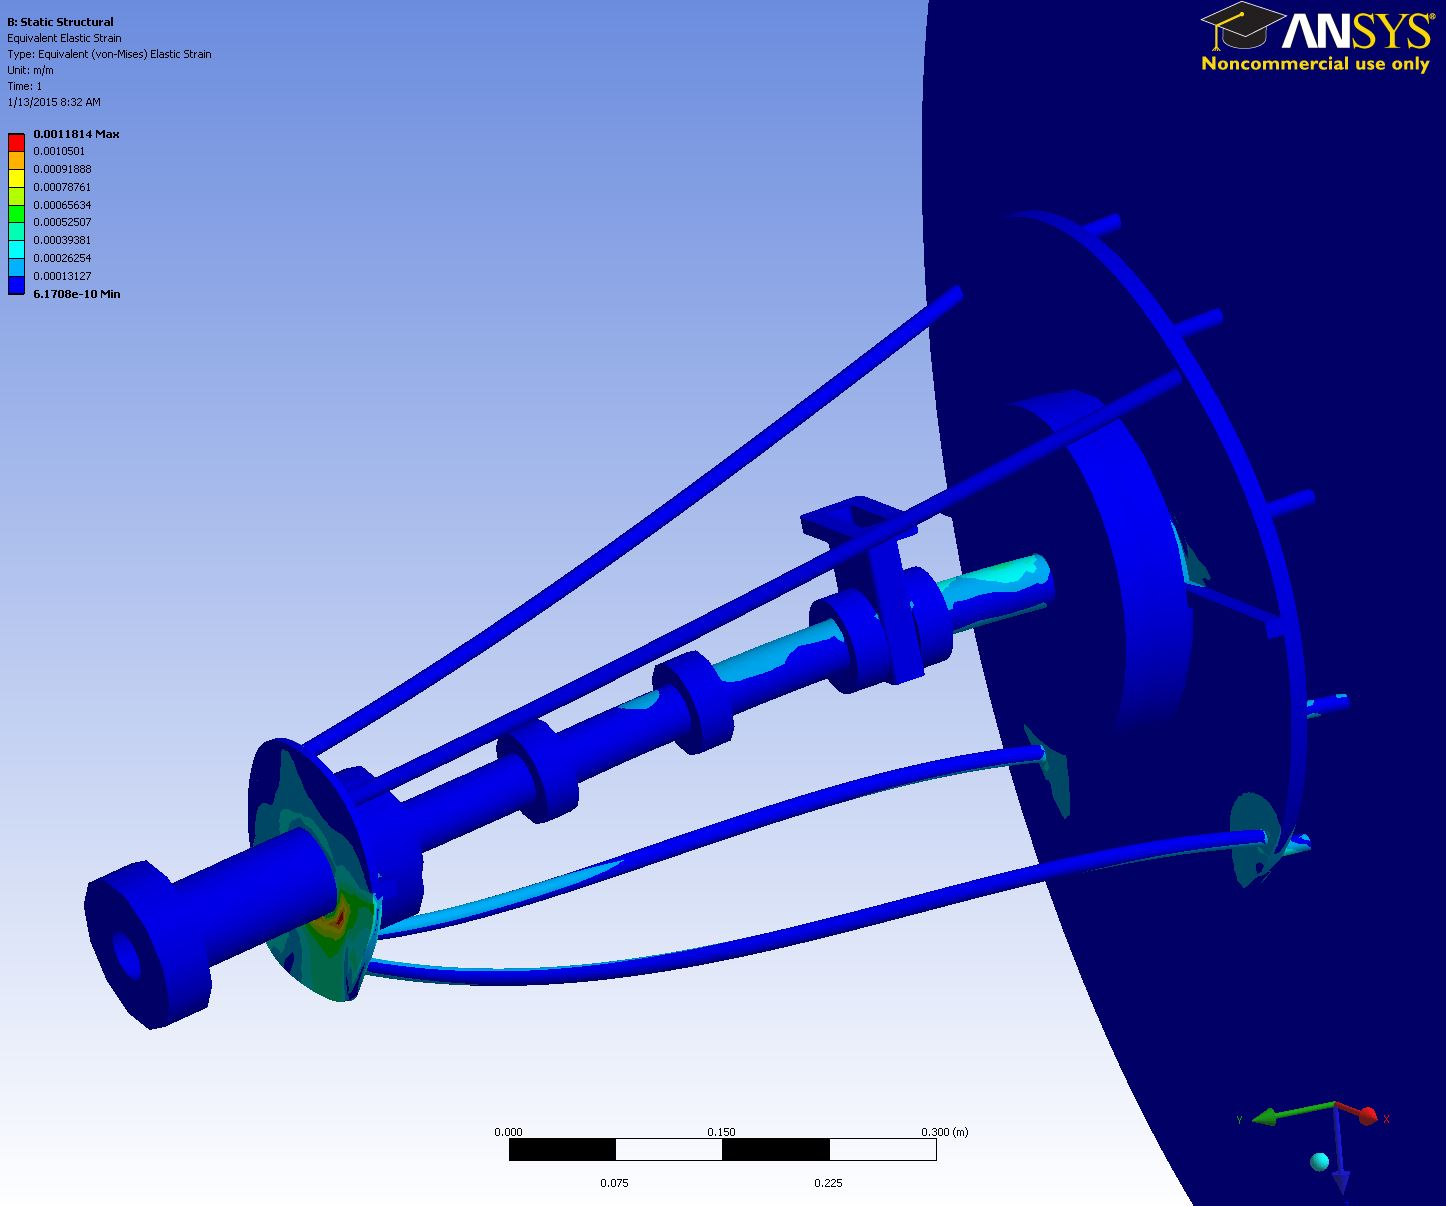 B: Static Structural
Equivalent Elastic Strain
Type: Equivalent (von-Mises) Elastic Strain
Unit: m/m
Time: 1
1/13/2015 8:32 AM
0.0011814 Max
0.0010501
0.00091888
0.00078761
0.00065634
0.00052507
0.00039381
0.00026254
0.00013127
6.1708e-10 Min
ANSYS®
Noncommercial use only
0.000 0.150 0.300 (m)
0.075 0.225
Y X